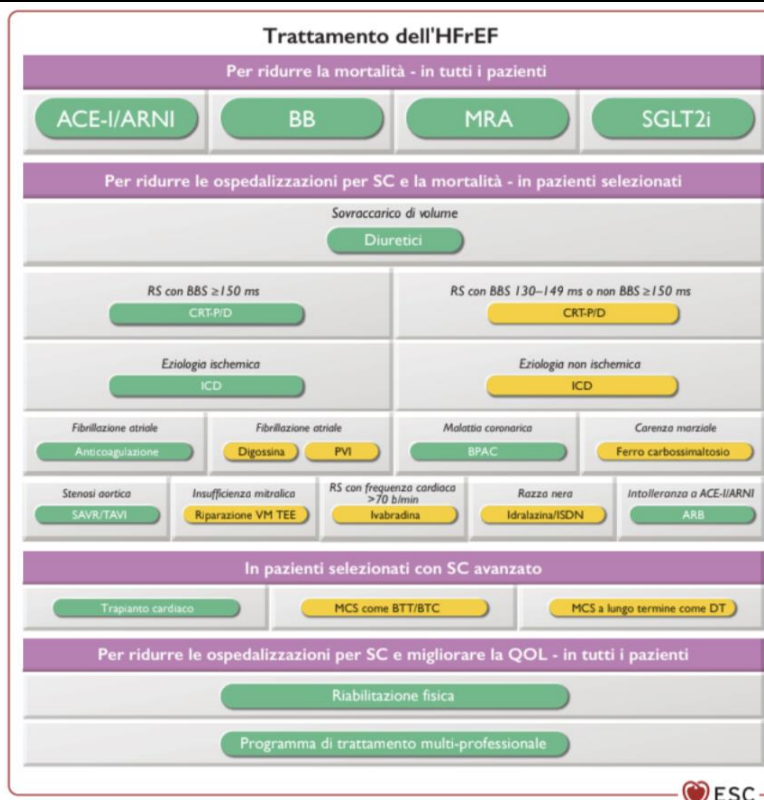 Trattamento dell'HFrEF
Per ridurre la mortalità - in tutti i pazienti
ACE-I/ARNI
BB
MRA
SGLT2i
Per ridurre le ospedalizzazioni per SC e la mortalità - in pazienti selezionati
Sovraccarico di volume
Diuretici
RS con BBS ≥150 ms
CRT-P/D
RS con BBS 130–149 ms o non BBS ≥150 ms
CRT-P/D
Eziologia ischemica
ICD
Eziologia non ischemica
ICD
Fibrillazione atriale
Anticoagulazione
Fibrillazione atriale
Digossina
PVI
Malattia coronarica
BPAC
Carenza marziale
Ferro carbossimaltosio
Stenosi aortica
SAVR/TAVI
Insufficienza mitralica
Riparazione VM TEE
RS con frequenza cardiaca
>70 b/min
Ivabradina
Razza nera
Idralazina/ISDN
Intolleranza a ACE-I/ARNI
ARB
In pazienti selezionati con SC avanzato
Trapianto cardiaco
MCS come BTT/BTC
MCS a lungo termine come DT
Per ridurre le ospedalizzazioni per SC e migliorare la QOL - in tutti i pazienti
Riabilitazione fisica
Programma di trattamento multi-professionale
ESC